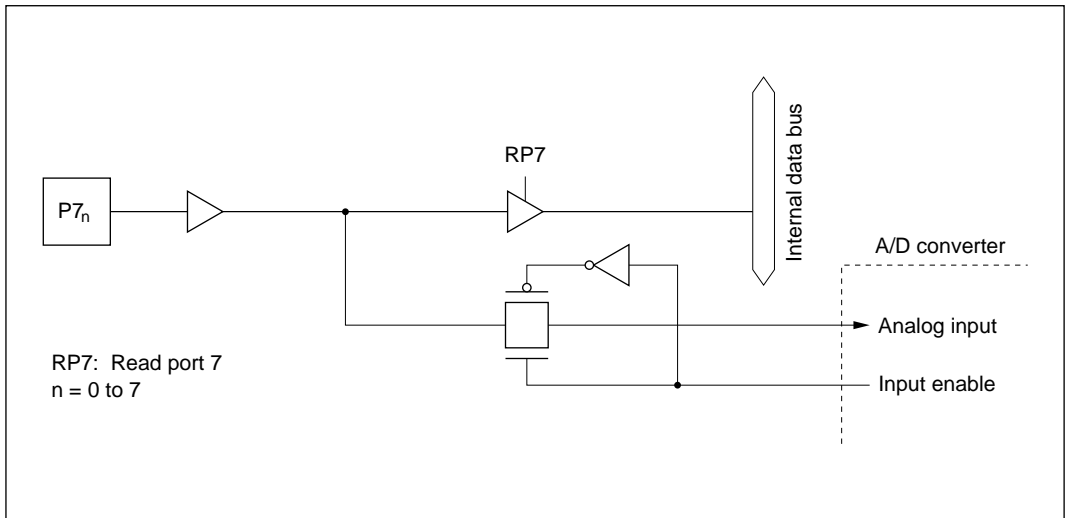 RP7
P7n
Internal data bus
A/D converter
Analog input
Input enable
RP7: Read port 7
n = 0 to 7